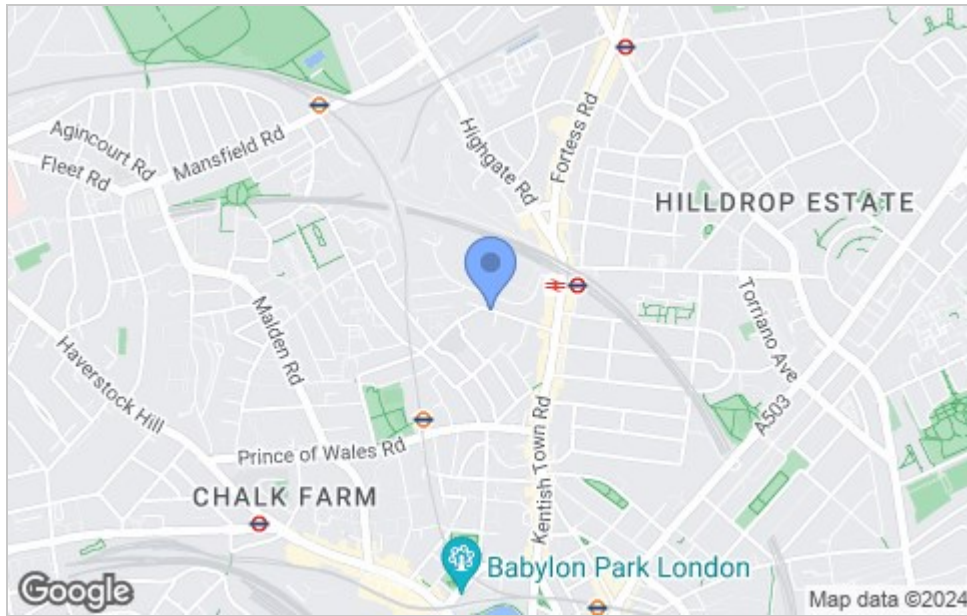 Agincourt Rd
Fleet Rd
Mansfield Rd
Highgate Rd
Fortess Rd
HILLDROP ESTATE
Malden Rd
Haverstock Hill
Torriano Ave
A503
Kentish Town Rd
Prince of Wales Rd
CHALK FARM
Babylon Park London
Google
Map data ©2024